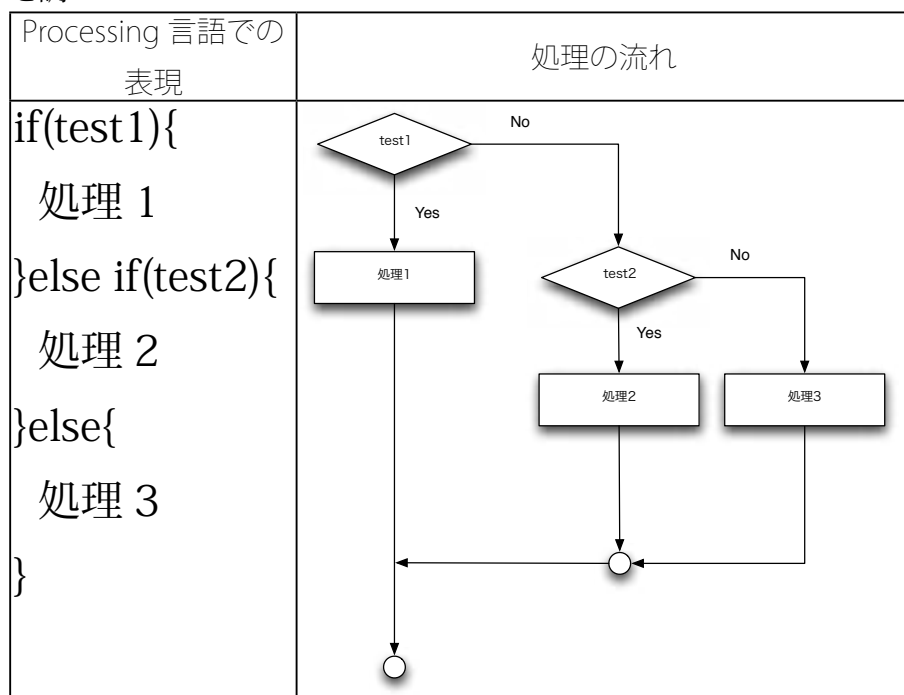 Processing 言語での
表現
処理の流れ
if(test1){
処理 1
}else if(test2){
処理 2
}else{
処理 3
}
test1
No
Yes
処理1
test2
No
Yes
処理2
処理3